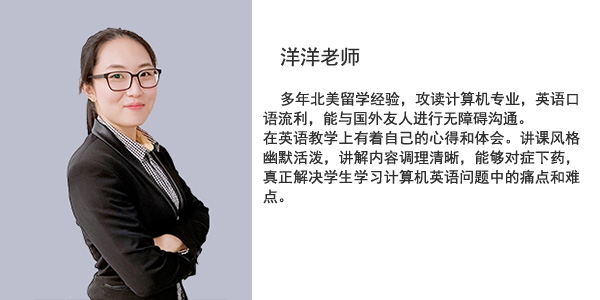 洋洋老师
多年北美留学经验，攻读计算机专业，英语口
语流利，能与国外友人进行无障碍沟通。
在英语教学上有着自己的心得和体会。讲课风格
幽默活泼，讲解内容调理清晰，能够对症下药，
真正解决学生学习计算机英语问题中的痛点和难
点。